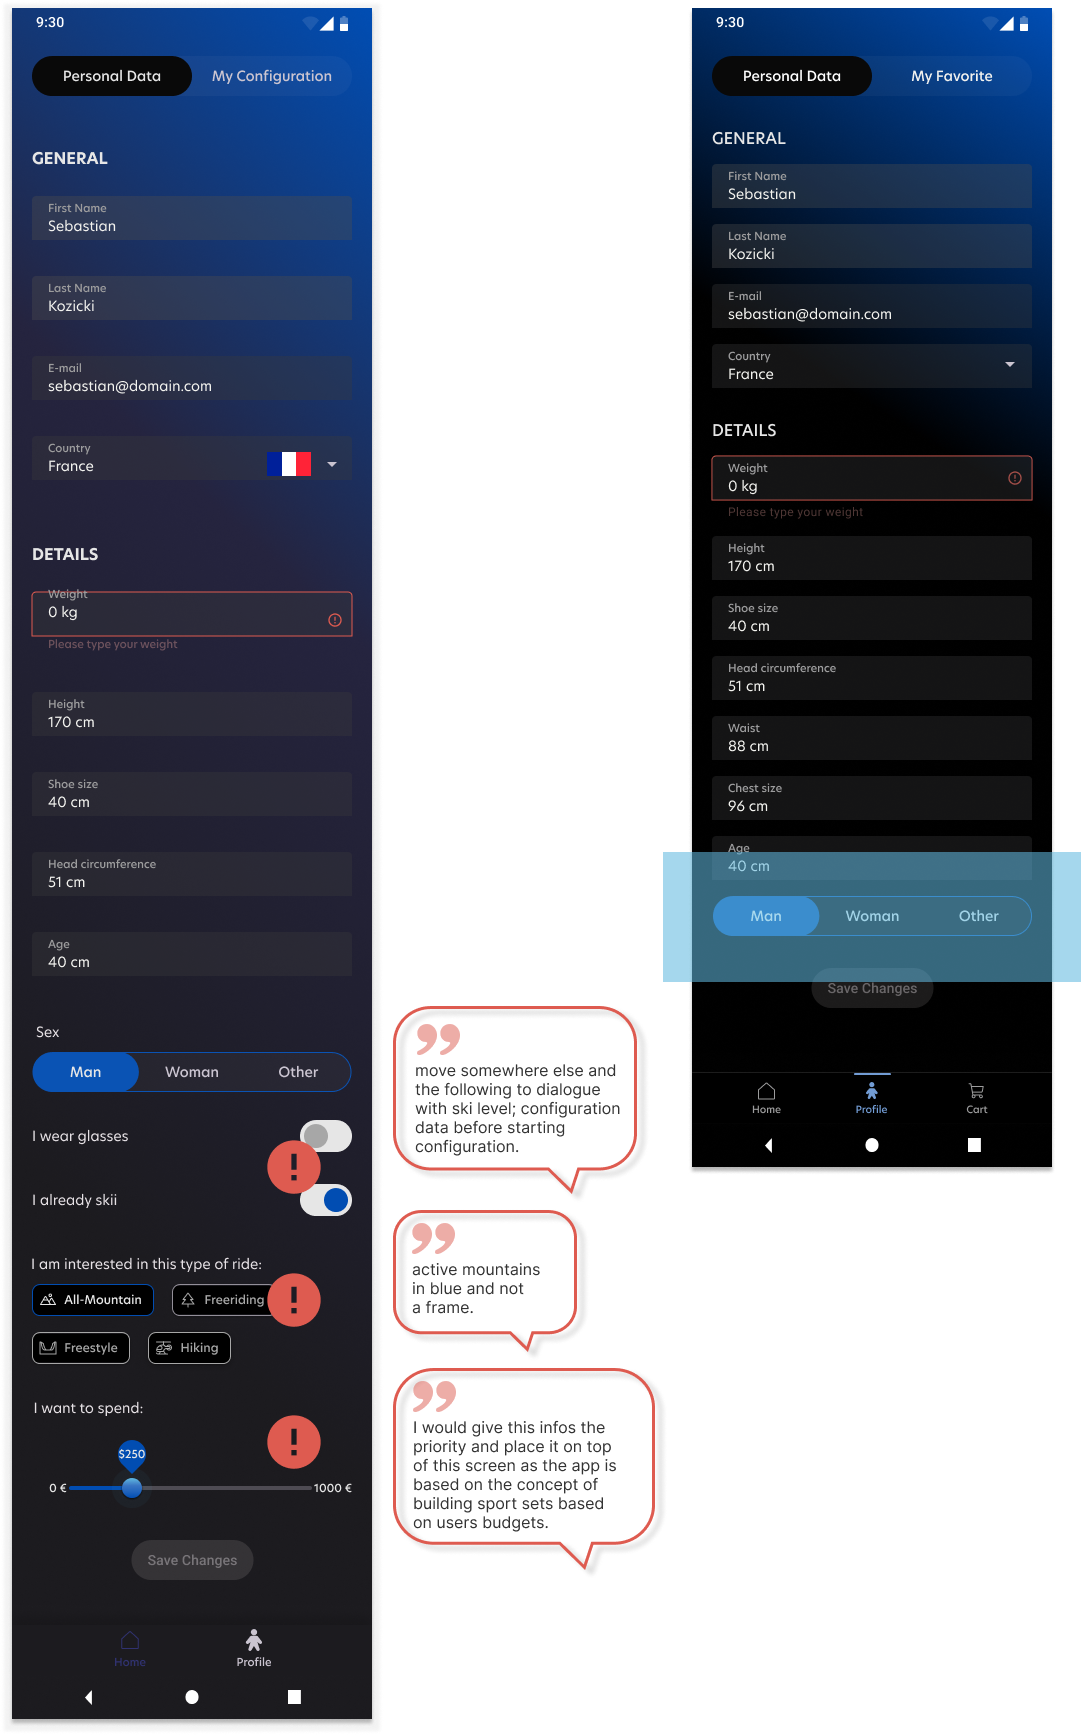 9:30
Personal Data
My Configuration
GENERAL
First Name
Sebastian
Last Name
Kozicki
E-mail
sebastian@domain.com
Country
France
DETAILS
Weight
0 kg
Please type your weight
Height
170 cm
Shoe size
40 cm
Head circumference
51 cm
Age
40 cm
Sex
Man
Woman
Other
I wear glasses
I already skii
I am interested in this type of ride:
All-Mountain
Freeriding
Freestyle
Hiking
I want to spend:
$250
0 €
1000 €
Save Changes
Home
Profile
move somewhere else and
the following to dialogue
with ski level; configuration
data before starting
configuration.
active mountains
in blue and not
a frame.
I would give this infos the
priority and place it on top
of this screen as the app is
based on the concept of
building sport sets based
on users budgets.
9:30
Personal Data
My Favorite
GENERAL
First Name
Sebastian
Last Name
Kozicki
E-mail
sebastian@domain.com
Country
France
DETAILS
Weight
0 kg
Please type your weight
Height
170 cm
Shoe size
40 cm
Head circumference
51 cm
Waist
88 cm
Chest size
96 cm
Age
40 cm
Man
Woman
Other
Save Changes
Home
Profile
Cart